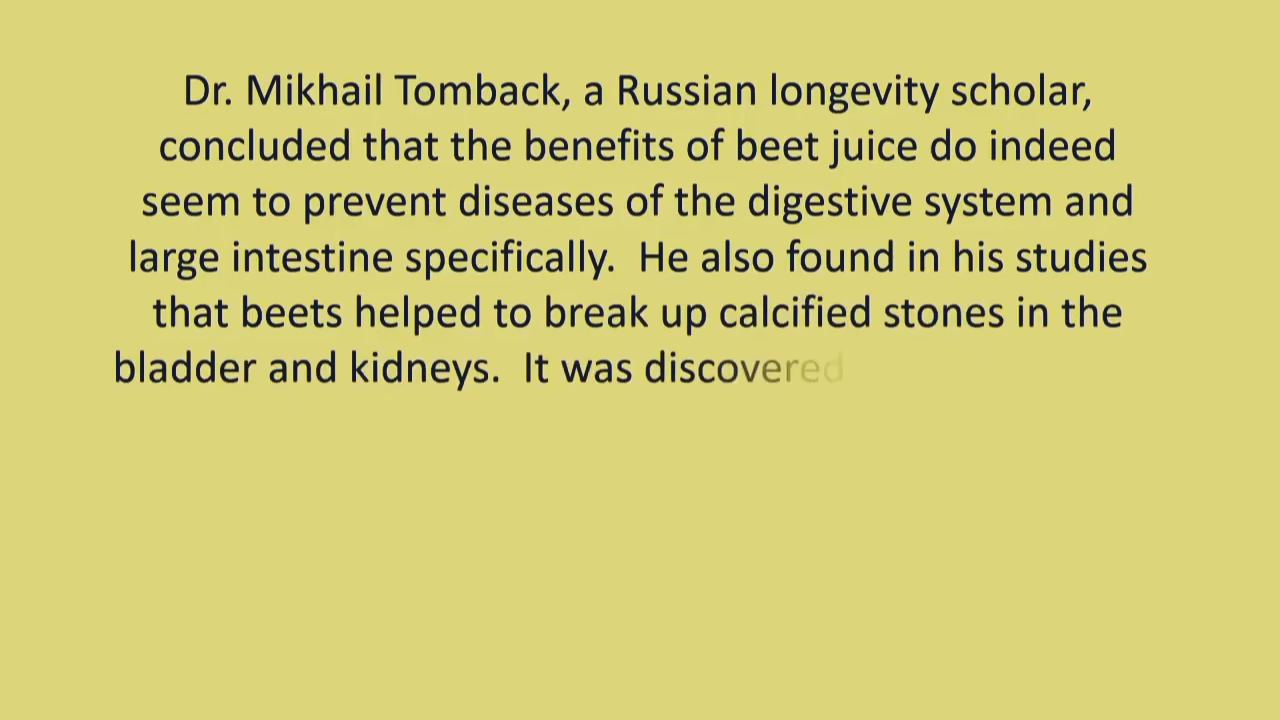 Dr. Mikhail Tomback, a Russian longevity scholar,
concluded that the benefits of beet juice do indeed
seem to prevent diseases of the digestive system and
large intestine specifically.  He also found in his studies
that beets helped to break up calcified stones in the
bladder and kidneys.  It was discovered